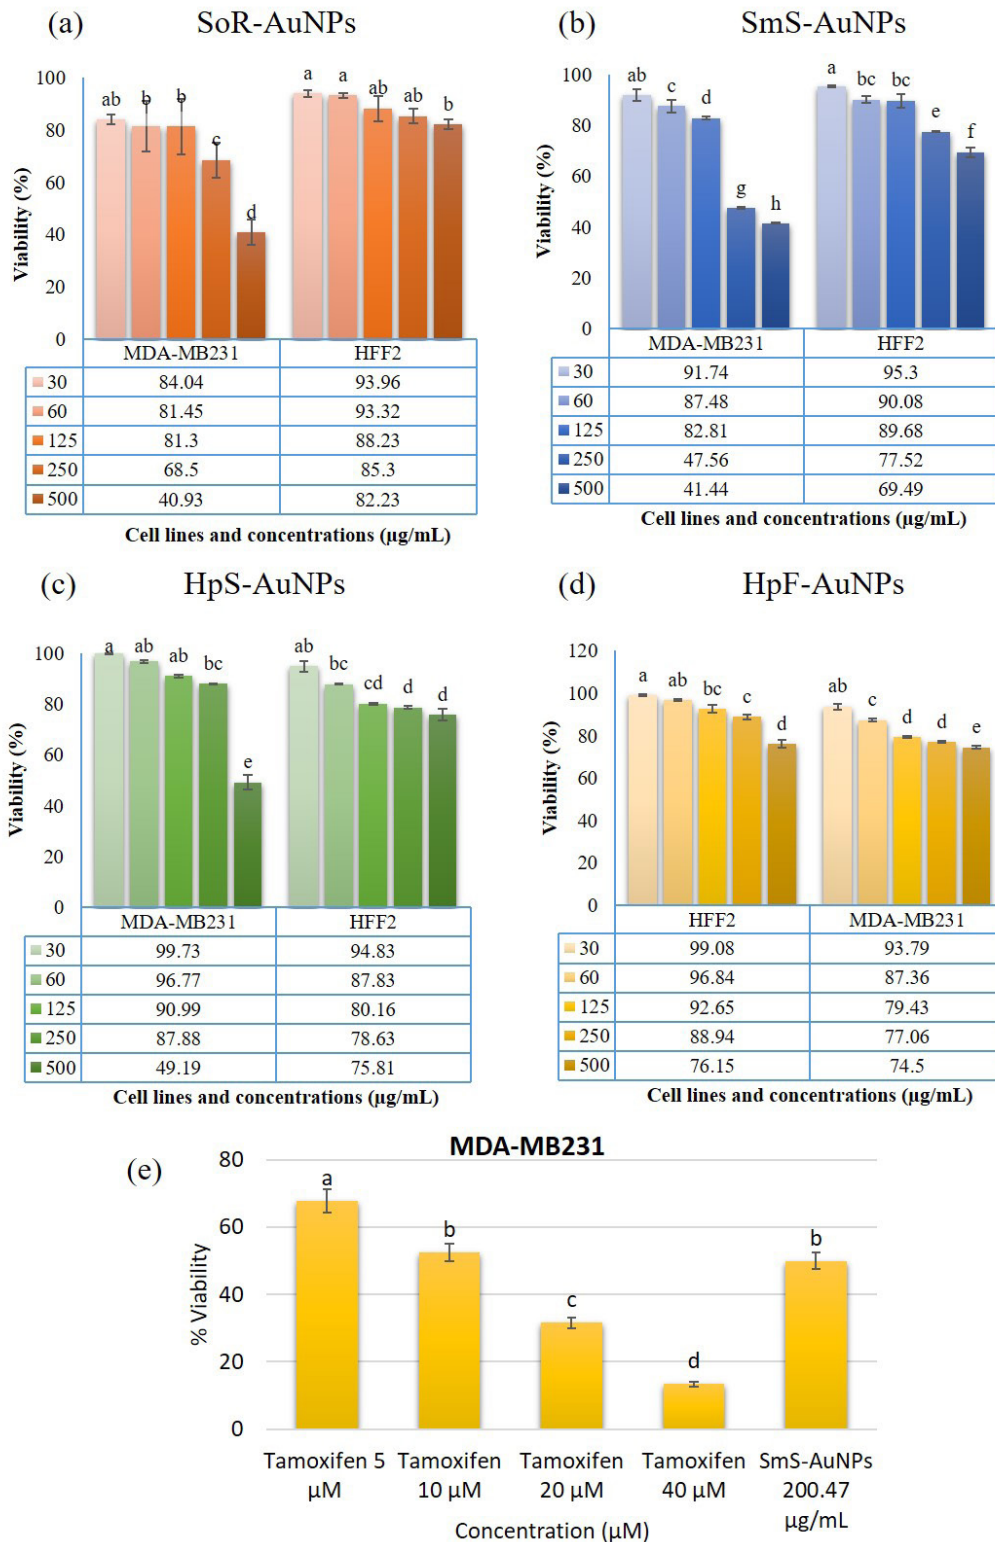 (a) SoR-AuNPs
100
80
60
40
20
0
Viability (%)
ab b b c d a a ab ab b
MDA-MB231 HFF2
30 84.04 93.96
60 81.45 93.32
125 81.3 88.23
250 68.5 85.3
500 40.93 82.23
Cell lines and concentrations (µg/mL)
(b) SmS-AuNPs
100
80
60
40
20
0
Viability (%)
ab c d g h a bc bc e f
MDA-MB231 HFF2
30 91.74 95.3
60 87.48 90.08
125 82.81 89.68
250 47.56 77.52
500 41.44 69.49
Cell lines and concentrations (µg/mL)
(c) HpS-AuNPs
100
80
60
40
20
0
Viability (%)
a ab ab bc e ab bc cd d d
MDA-MB231 HFF2
30 99.73 94.83
60 96.77 87.83
125 90.99 80.16
250 87.88 78.63
500 49.19 75.81
Cell lines and concentrations (µg/mL)
(d) HpF-AuNPs
120
100
80
60
40
20
0
Viability (%)
a ab bc c d ab c d d e
HFF2 MDA-MB231
30 99.08 93.79
60 96.84 87.36
125 92.65 79.43
250 88.94 77.06
500 76.15 74.5
Cell lines and concentrations (µg/mL)
(e) MDA-MB231
80
60
40
20
0
% Viability
a b c d b
Tamoxifen 5 Tamoxifen Tamoxifen Tamoxifen SmS-AuNPs
µM 10 µM 20 µM 40 µM 200.47
µg/mL
Concentration (µM)